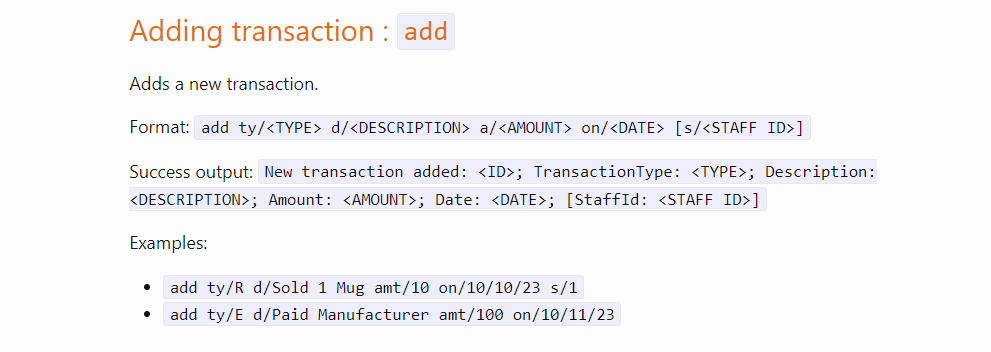 Adding transaction : add
Adds a new transaction.
Format: add ty/<TYPE> d/<DESCRIPTION> a/<AMOUNT> on/<DATE> [s/<STAFF ID>]
Success output: New transaction added: <ID>; TransactionType: <TYPE>; Description:
<DESCRIPTION>; Amount: <AMOUNT>; Date: <DATE>; [StaffId: <STAFF ID>]
Examples:
• add ty/R d/Sold 1 Mug amt/10 on/10/10/23 s/1
• add ty/E d/Paid Manufacturer amt/100 on/10/11/23